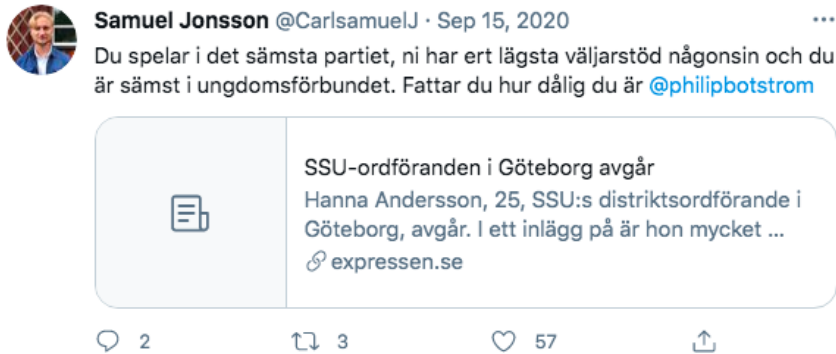 Samuel Jonsson @CarlsamuelJ · Sep 15, 2020
Du spelar i det sämsta partiet, ni har ert lägsta väljarstöd någonsin och du
är sämst i ungdomsförbundet. Fattar du hur dålig du är @philipbotstrom
SSU-ordföranden i Göteborg avgår
Hanna Andersson, 25, SSU:s distriktsordförande i
Göteborg, avgår. I ett inlägg på är hon mycket ...
expressen.se
2 3 57